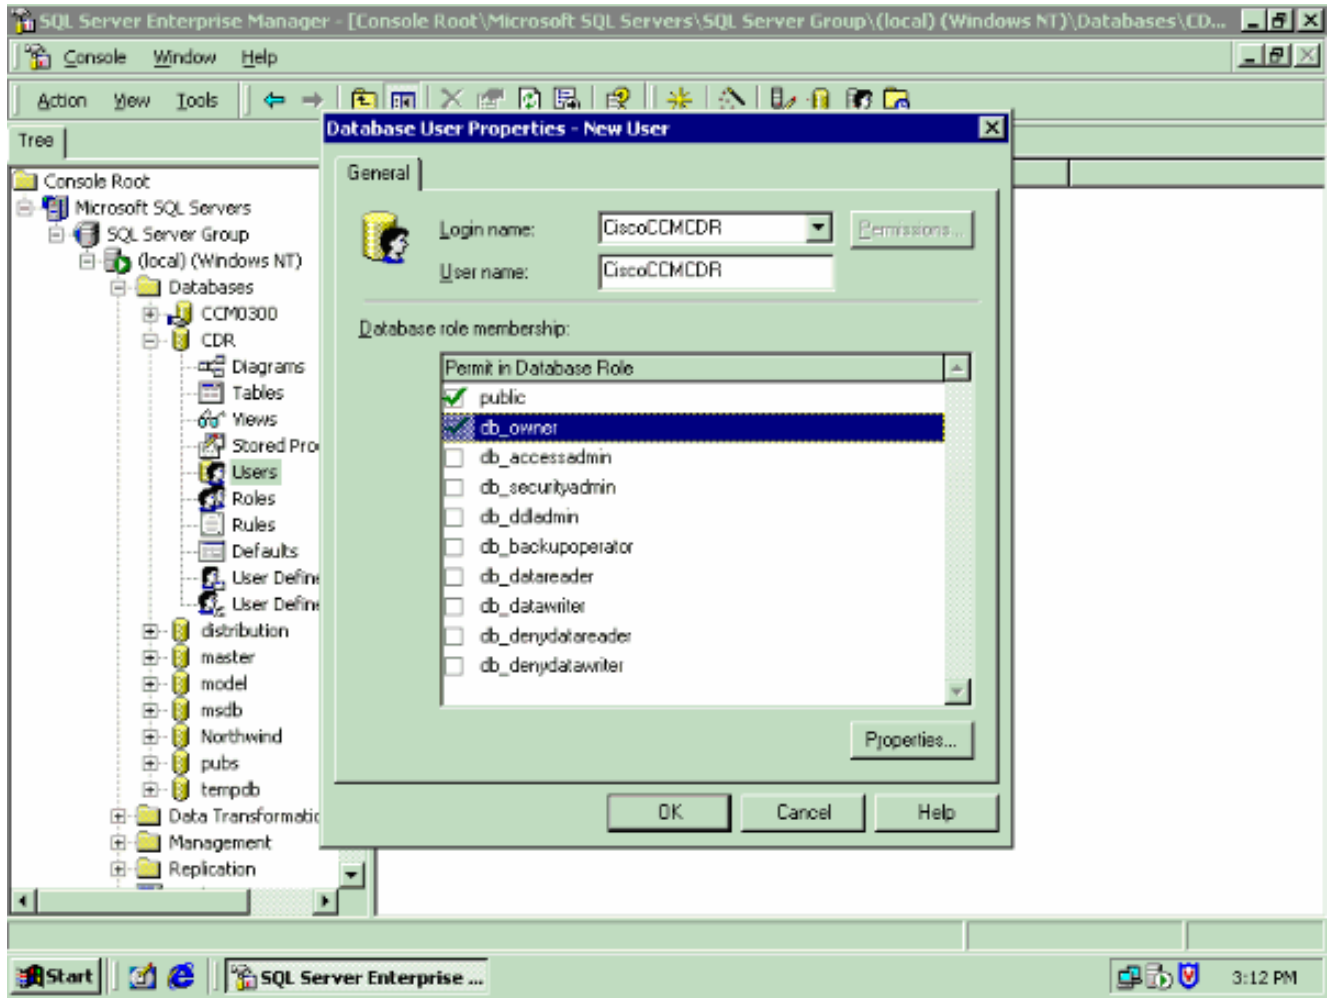 SQL Server Enterprise Manager - [Console Root\Microsoft SQL Servers\SQL Server Group\(local) (Windows NT)\Databases\CD...
Console Window Help
Action View Tools
Tree
Console Root
Microsoft SQL Servers
SQL Server Group
(local) (Windows NT)
Databases
CCM0300
CDR
Diagrams
Tables
Views
Stored Pro
Users
Roles
Rules
Defaults
User Define
User Define
distribution
master
model
msdb
Northwind
pubs
tempdb
Data Transformatic
Management
Replication
Database User Properties - New User
General
Login name: CiscoCCMCDR Permissions...
User name: CiscoCCMCDR
Database role membership:
Permit in Database Role
public
db_owner
db_accessadmin
db_securityadmin
db_ddladmin
db_backupoperator
db_datareader
db_datawriter
db_denydatareader
db_denydatawriter
Properties...
OK Cancel Help
Start SQL Server Enterprise ... 3:12 PM